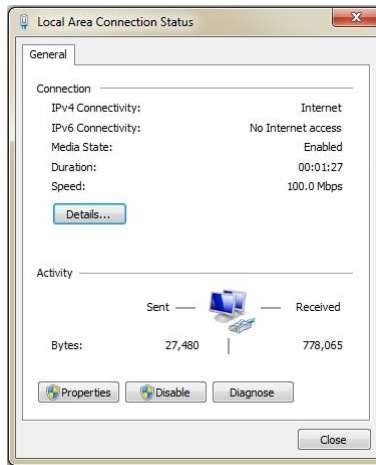 Local Area Connection Status
General
Connection
IPv4 Connectivity: Internet
IPv6 Connectivity: No Internet access
Media State: Enabled
Duration: 00:01:27
Speed: 100.0 Mbps
Details...
Activity
Sent Received
Bytes: 27,480 778,065
Properties Disable Diagnose
Close